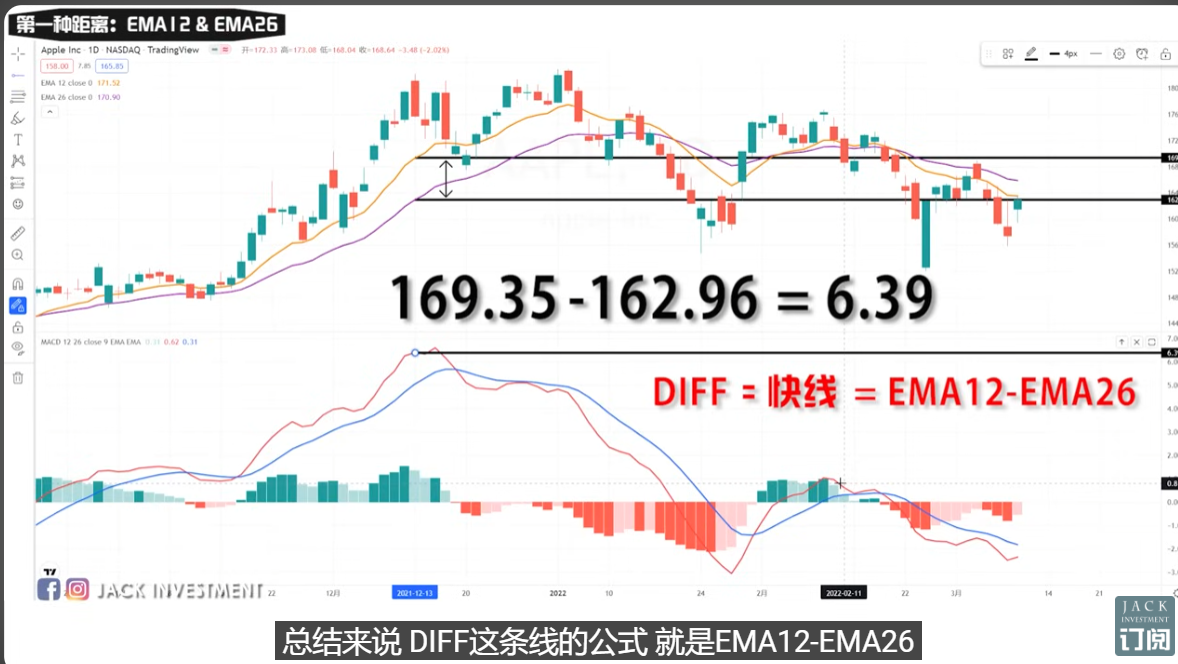 第一种距离：EMA12 & EMA26
Apple Inc · 1D · NASDAQ · TradingView 开=172.33 高=173.08 低=168.04 收=168.64 -3.48 (-2.02%)
158.00 7.85 165.85
EMA 12 close 0 171.52
EMA 26 close 0 170.90
4px
180
176
169
164
162
160
156
152
148
144
169.35-162.96 = 6.39
MACD 12 26 close 9 EMA EMA 0.31 0.62 0.31
7.0
6.3
6.0
5.0
4.0
3.0
2.0
0.8
0.0
-1.0
-2.0
-3.0
DIFF = 快线 = EMA12-EMA26
JACK INVESTMENT
22 12月 2021-12-13 20 2022 10 24 2月 2022-02-11 22 3月 14 21
JACK
INVESTMENT
订阅
总结来说 DIFF这条线的公式 就是EMA12-EMA26